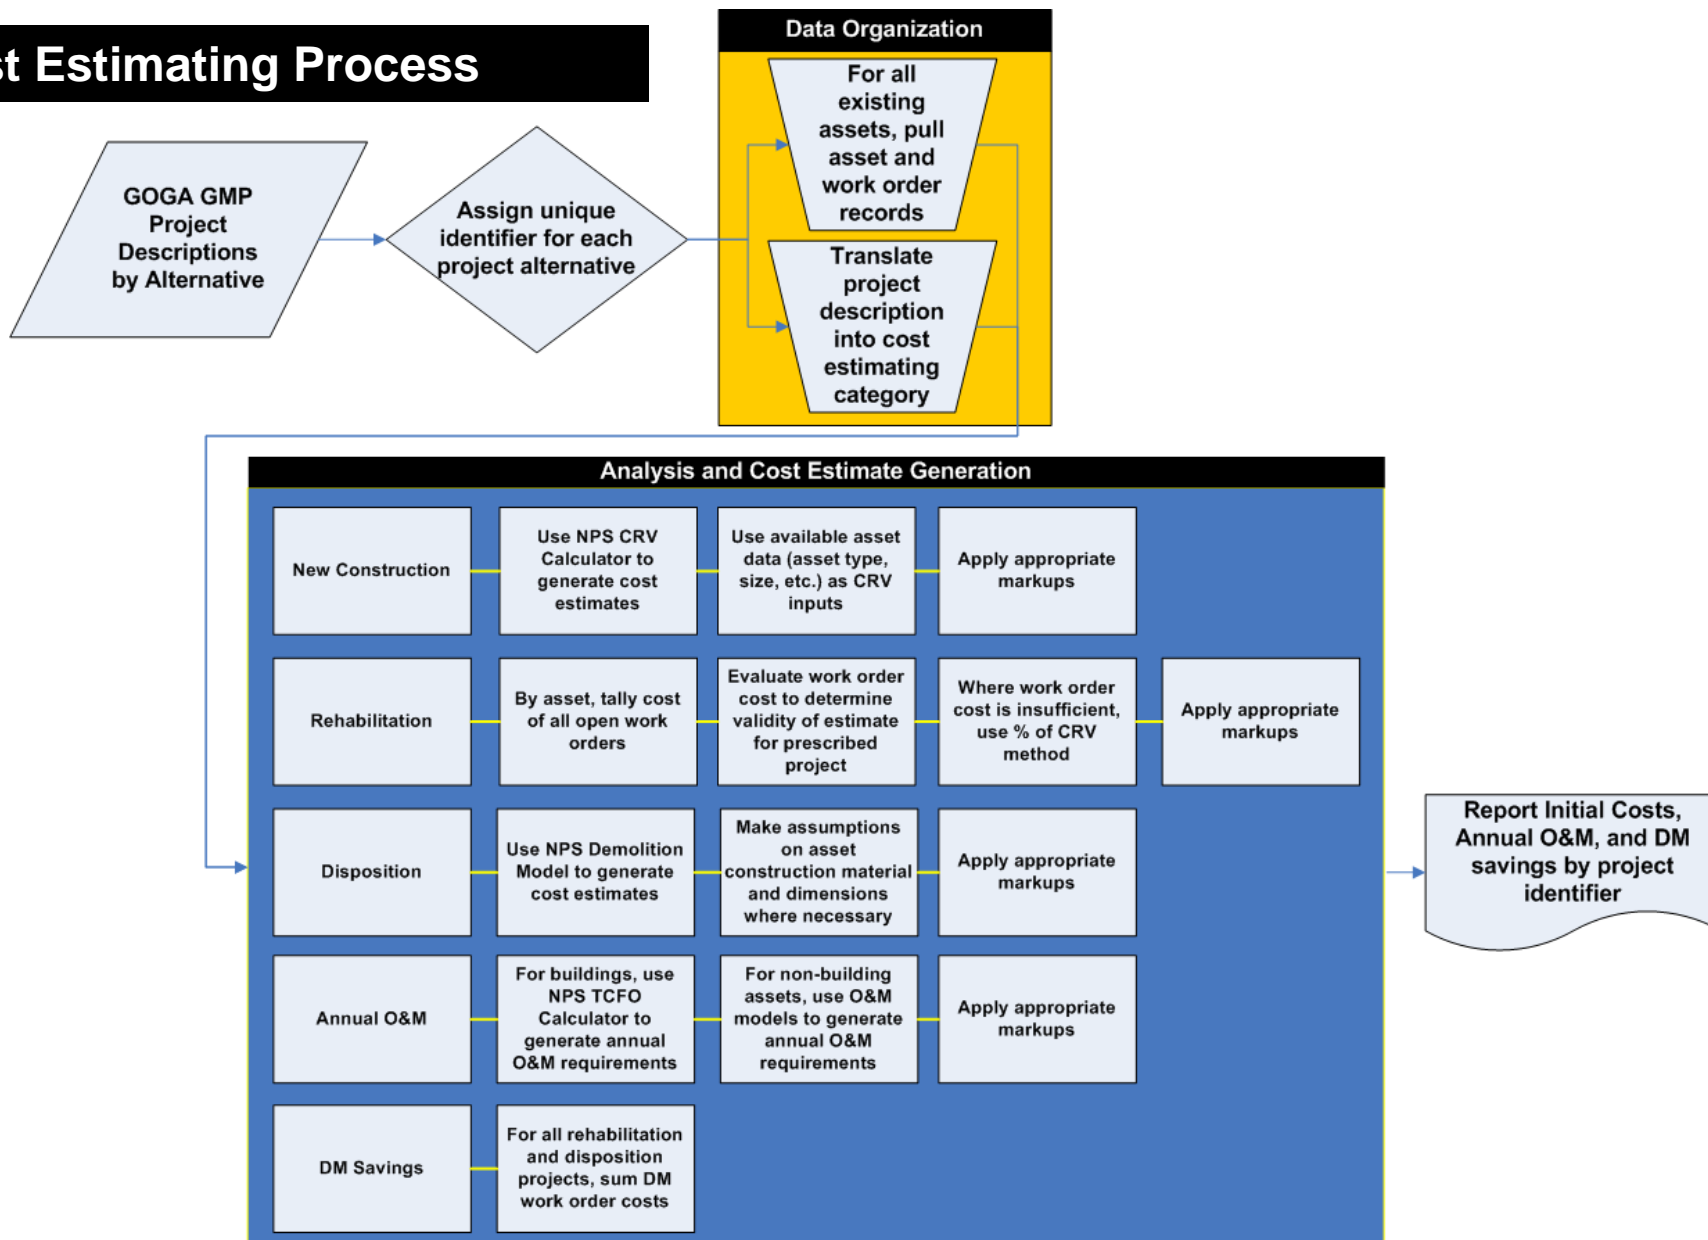 st Estimating Process
Data Organization
For all
existing
assets, pull
asset and
work order
records
GOGA GMP
Project
Descriptions
by Alternative
Assign unique
identifier for each
project alternative
Translate
project
description
into cost
estimating
category
Analysis and Cost Estimate Generation
New Construction
Use NPS CRV
Calculator to
generate cost
estimates
Use available asset
data (asset type,
size, etc.) as CRV
inputs
Apply appropriate
markups
Rehabilitation
By asset, tally cost
of all open work
orders
Evaluate work order
cost to determine
validity of estimate
for prescribed
project
Where work order
cost is insufficient,
use % of CRV
method
Apply appropriate
markups
Disposition
Use NPS Demolition
Model to generate
cost estimates
Make assumptions
on asset
construction material
and dimensions
where necessary
Apply appropriate
markups
Report Initial Costs,
Annual O&M, and DM
savings by project
identifier
Annual O&M
For buildings, use
NPS TCFO
Calculator to
generate annual
O&M requirements
For non-building
assets, use O&M
models to generate
annual O&M
requirements
Apply appropriate
markups
DM Savings
For all rehabilitation
and disposition
projects, sum DM
work order costs